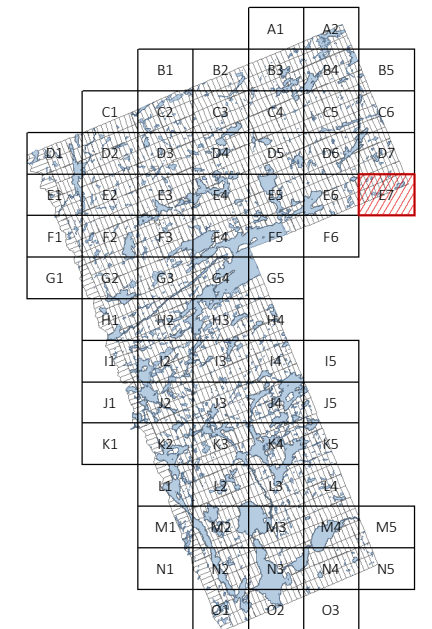 A1 A2
B1 B2 B3 B4 B5
C1 C2 C3 C4 C5 C6
D1 D2 D3 D4 D5 D6 D7
E1 E2 E3 E4 E5 E6 E7
F1 F2 F3 F4 F5 F6
G1 G2 G3 G4 G5
H1 H2 H3 H4
I1 I2 I3 I4 I5
J1 J2 J3 J4 J5
K1 K2 K3 K4 K5
L1 L2 L3 L4
M1 M2 M3 M4 M5
N1 N2 N3 N4 N5
O1 O2 O3